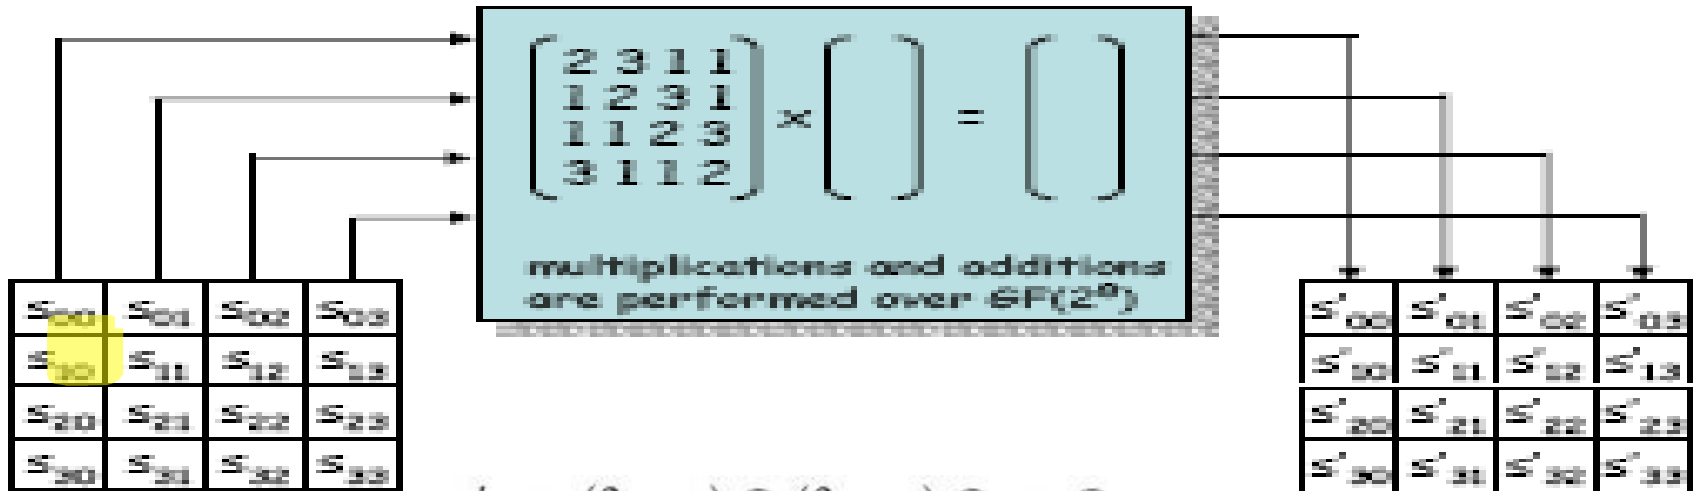 2 3 1 1
1 2 3 1
1 1 2 3
3 1 1 2
× =
multiplications and additions
are performed over GF(2⁸)
S₀₀ S₀₁ S₀₂ S₀₃
S₁₀ S₁₁ S₁₂ S₁₃
S₂₀ S₂₁ S₂₂ S₂₃
S₃₀ S₃₁ S₃₂ S₃₃
S'₀₀ S'₀₁ S'₀₂ S'₀₃
S'₁₀ S'₁₁ S'₁₂ S'₁₃
S'₂₀ S'₂₁ S'₂₂ S'₂₃
S'₃₀ S'₃₁ S'₃₂ S'₃₃